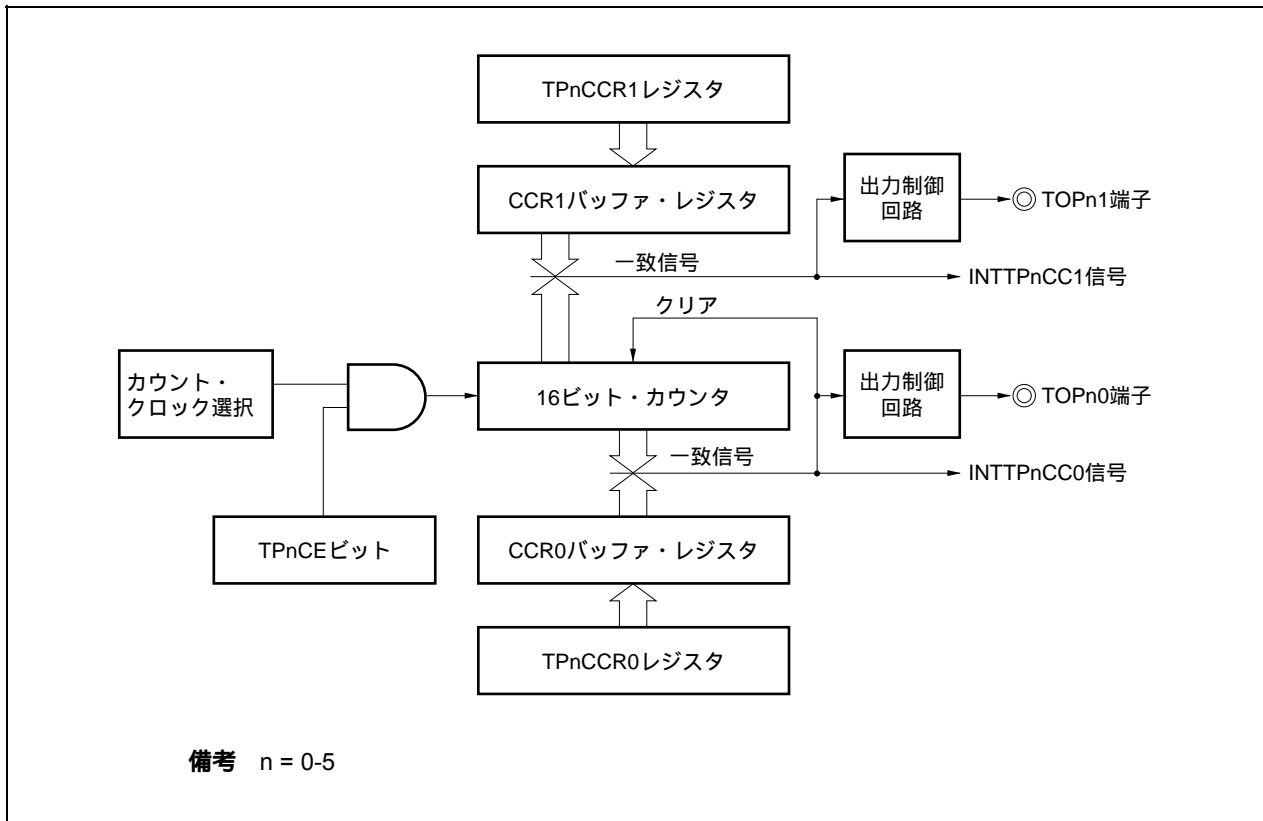 TPnCCR1レジスタ
CCR1バッファ・レジスタ
出力制御
回路
TOPn1端子
一致信号
INTTPnCC1信号
クリア
カウント・
クロック選択
16ビット・カウンタ
出力制御
回路
TOPn0端子
一致信号
INTTPnCC0信号
TPnCEビット
CCR0バッファ・レジスタ
TPnCCR0レジスタ
備考 n = 0-5